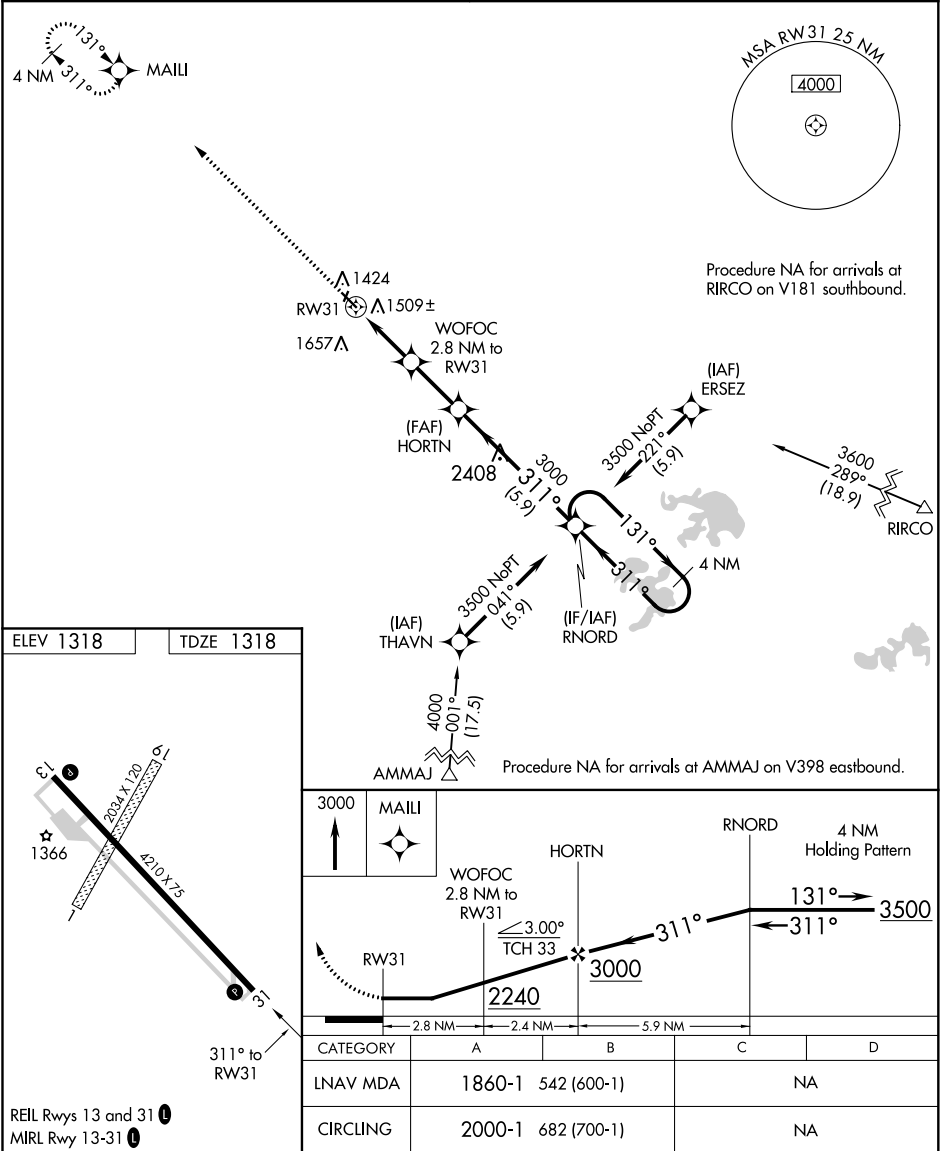 131°
311°
4 NM
MAILI
MSA RW31 25 NM
4000
Procedure NA for arrivals at
RIRCO on V181 southbound.
1424
RW31
1509±
1657
WOFOC
2.8 NM to
RW31
(FAF)
HORTN
2408
3000
311°
(5.9)
(IAF)
ERSEZ
3500 NoPT
221°
(5.9)
3600
289°
(18.9)
RIRCO
131°
311°
4 NM
(IF/IAF)
RNORD
3500 NoPT
041°
(5.9)
(IAF)
THAVN
4000
001°
(17.5)
AMMAJ
Procedure NA for arrivals at AMMAJ on V398 eastbound.
ELEV 1318
TDZE 1318
13
19
2034 X 120
1366
4210 X 75
1
31
P
P
311° to
RW31
REIL Rwys 13 and 31 L
MIRL Rwy 13-31 L
3000
MAILI
RNORD
4 NM
Holding Pattern
HORTN
WOFOC
2.8 NM to
RW31
3.00°
TCH 33
131°
311°
311°
3500
RW31
3000
2240
2.8 NM
2.4 NM
5.9 NM
CATEGORY A B C D
LNAV MDA 1860-1 542 (600-1) NA
CIRCLING 2000-1 682 (700-1) NA